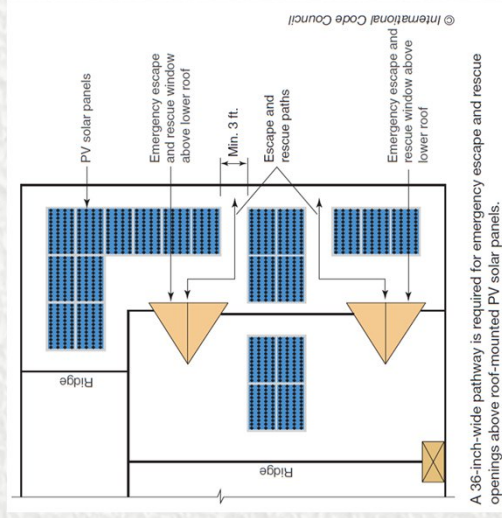 © International Code Council
PV solar panels
Emergency escape
and rescue window
above lower roof
Min. 3 ft.
Escape and
rescue paths
Emergency escape and
rescue window above
lower roof
Ridge
Ridge
A 36-inch-wide pathway is required for emergency escape and rescue
openings above roof-mounted PV solar panels.